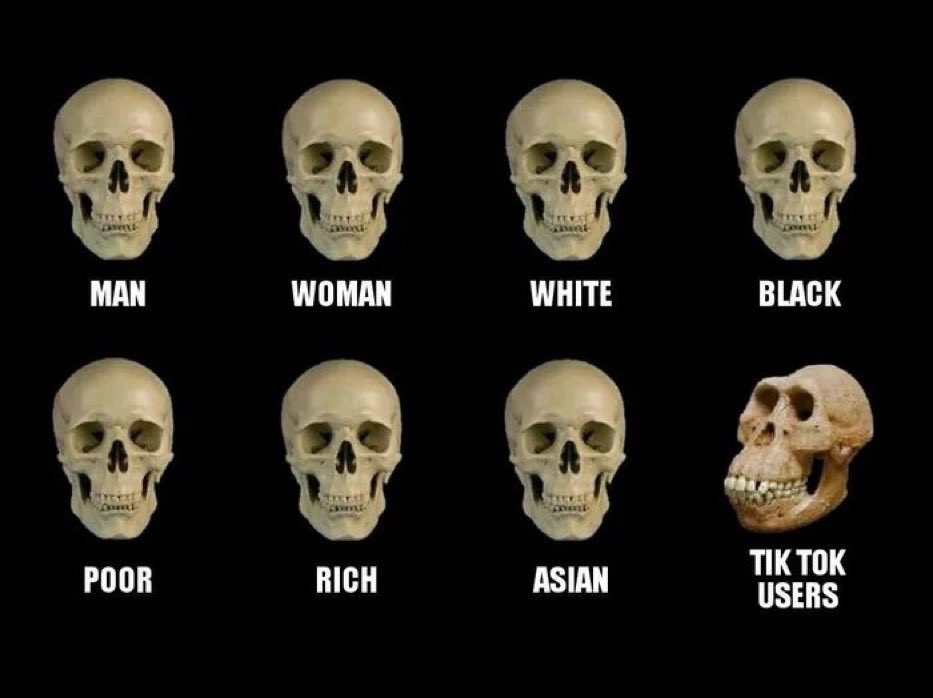 MAN
WOMAN
WHITE
BLACK
POOR
RICH
ASIAN
TIK TOK
USERS